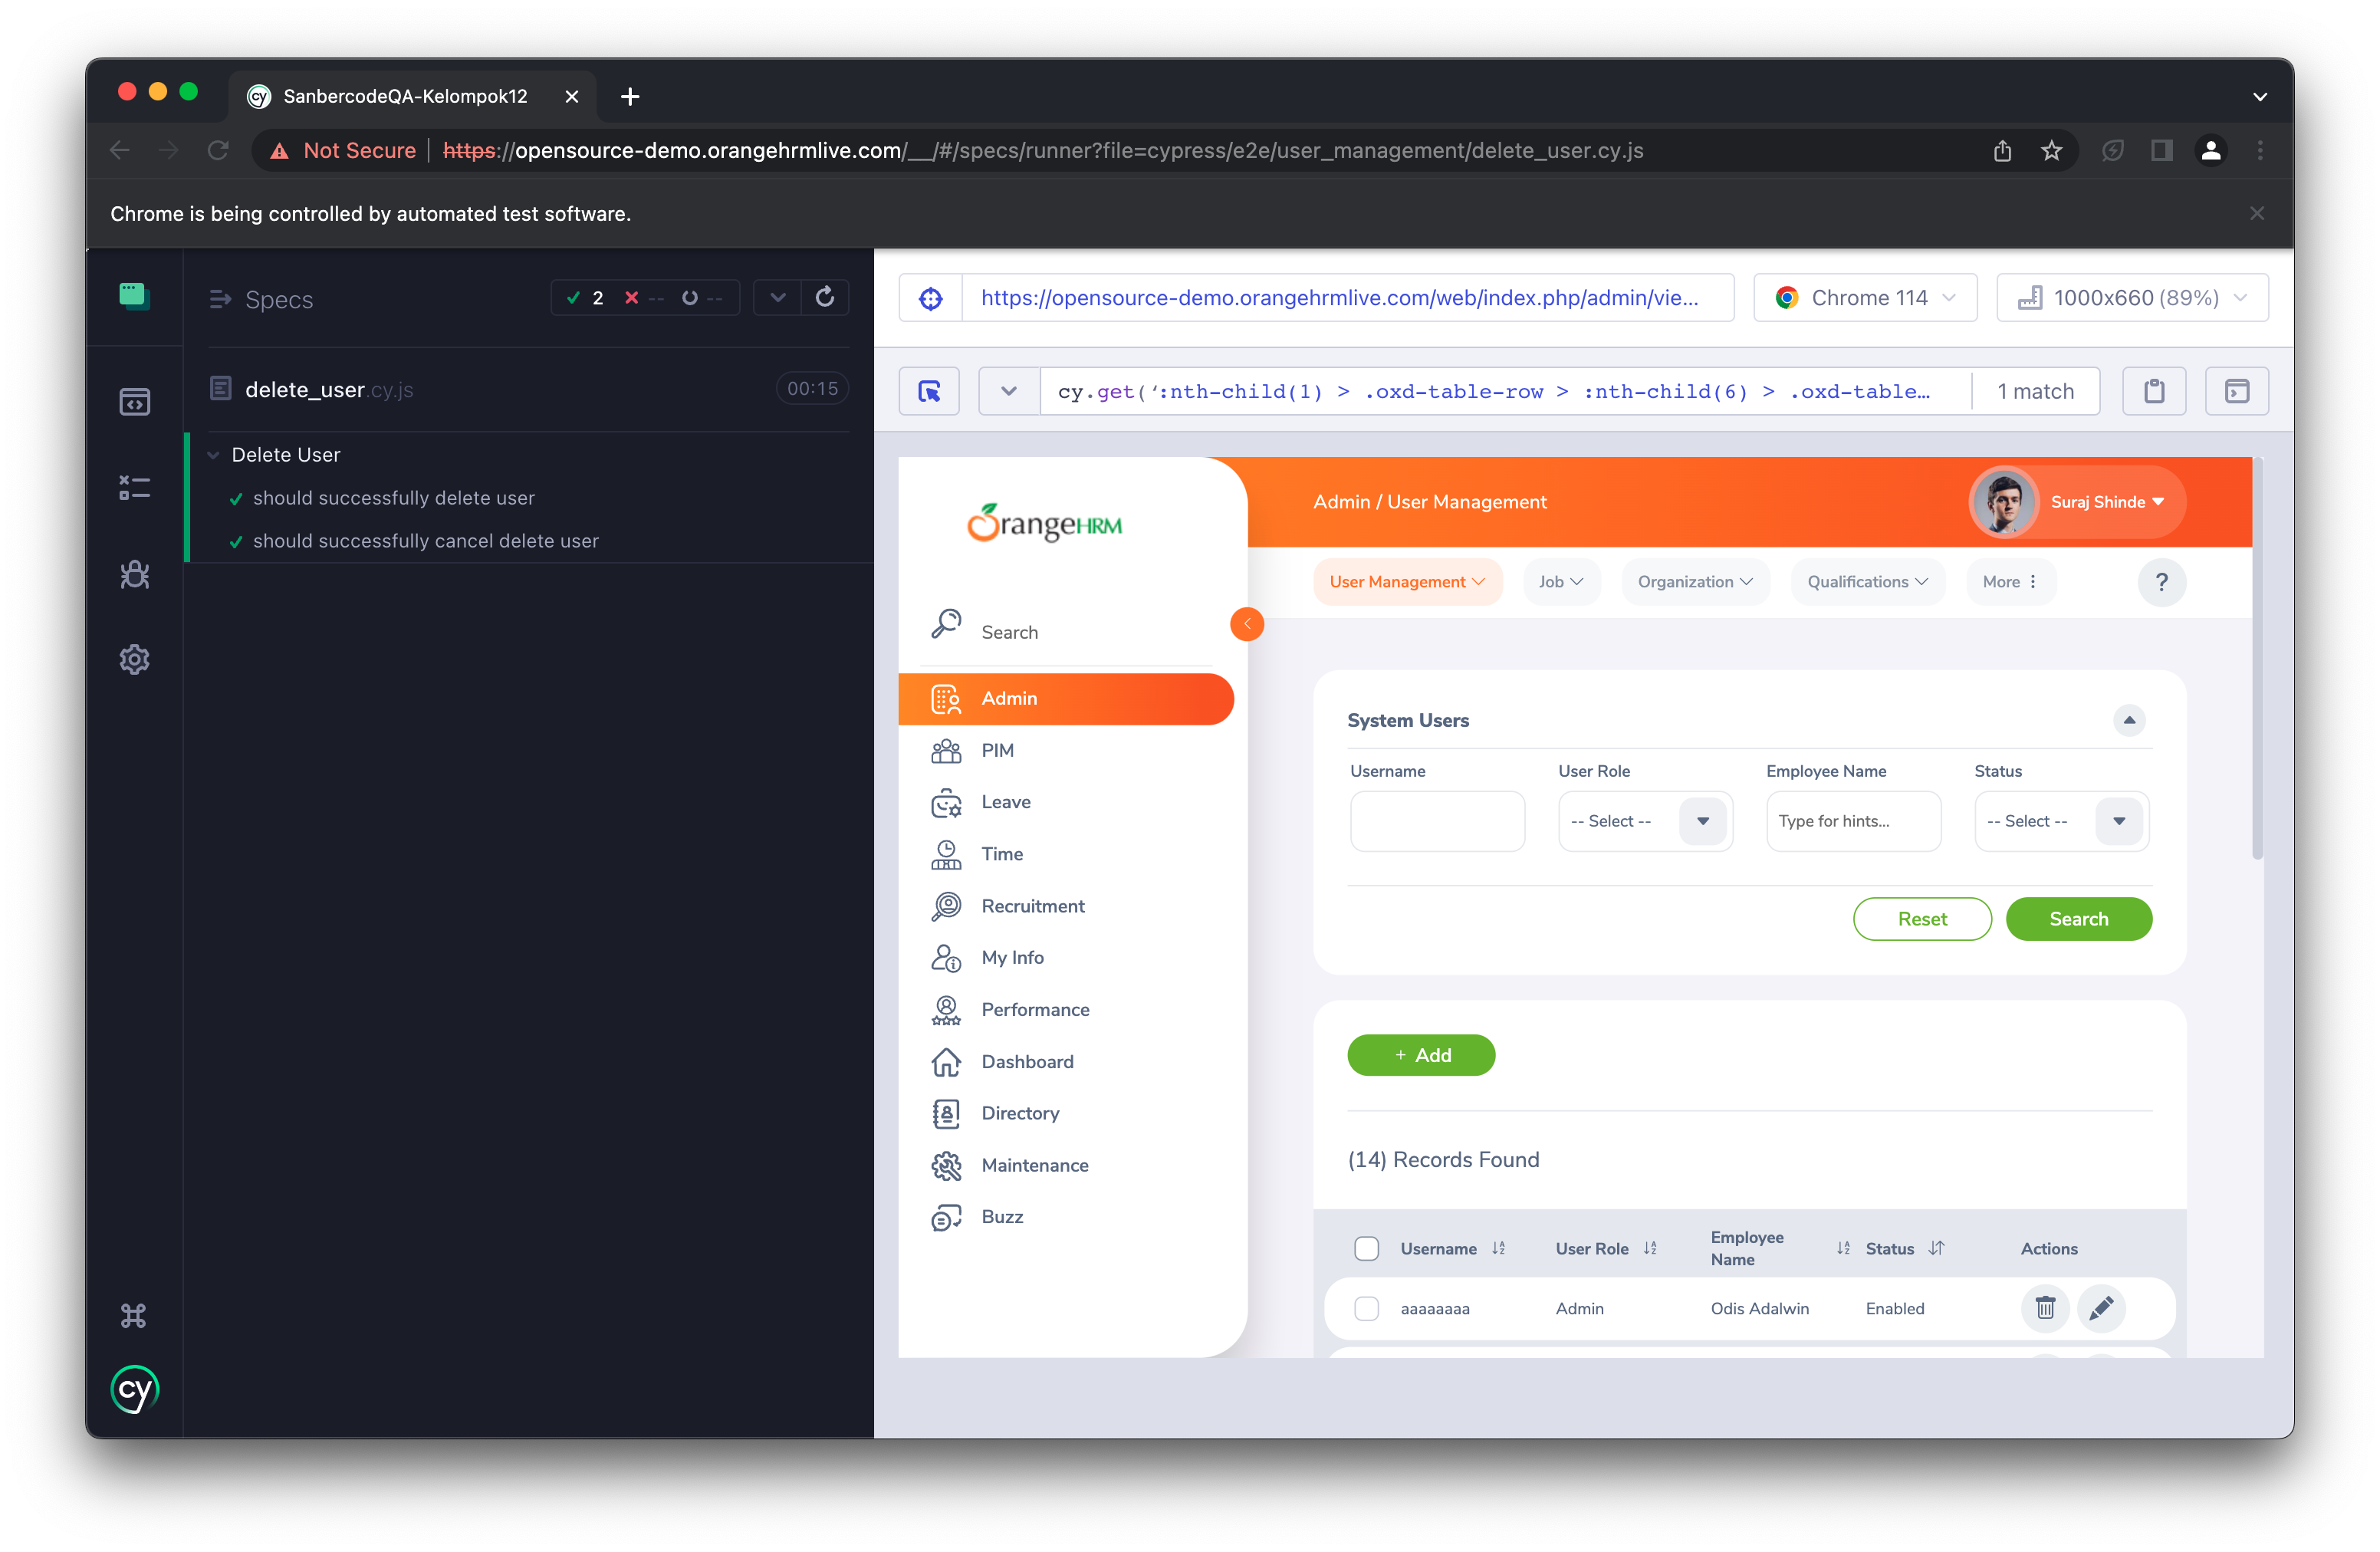 SanbercodeQA-Kelompok12
Not Secure https://opensource-demo.orangehrmlive.com/__/#/specs/runner?file=cypress/e2e/user_management/delete_user.cy.js
Chrome is being controlled by automated test software.
Specs 2 -- --
delete_user.cy.js 00:15
Delete User
should successfully delete user
should successfully cancel delete user
cy
https://opensource-demo.orangehrmlive.com/web/index.php/admin/vie...
Chrome 114
1000x660 (89%)
cy.get(‘:nth-child(1) > .oxd-table-row > :nth-child(6) > .oxd-table…
1 match
OrangeHRM
Search
Admin
PIM
Leave
Time
Recruitment
My Info
Performance
Dashboard
Directory
Maintenance
Buzz
Admin / User Management
Suraj Shinde
User Management Job Organization Qualifications More ?
System Users
Username User Role Employee Name Status
-- Select -- Type for hints... -- Select --
Reset Search
+ Add
(14) Records Found
Username User Role Employee Name Status Actions
aaaaaaaa Admin Odis Adalwin Enabled